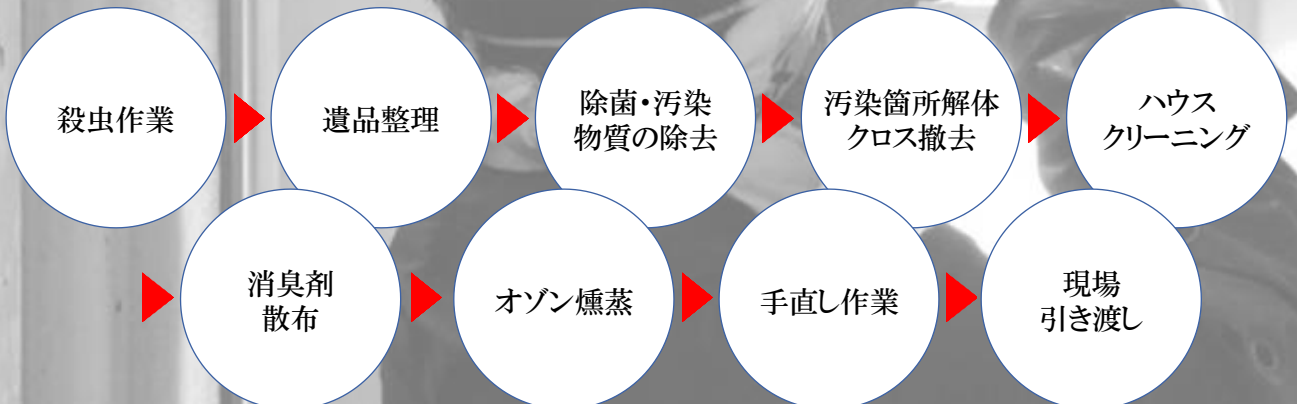 殺虫作業
遺品整理
除菌・汚染
物質の除去
汚染箇所解体
クロス撤去
ハウス
クリーニング
消臭剤
散布
オゾン燻蒸
手直し作業
現場
引き渡し